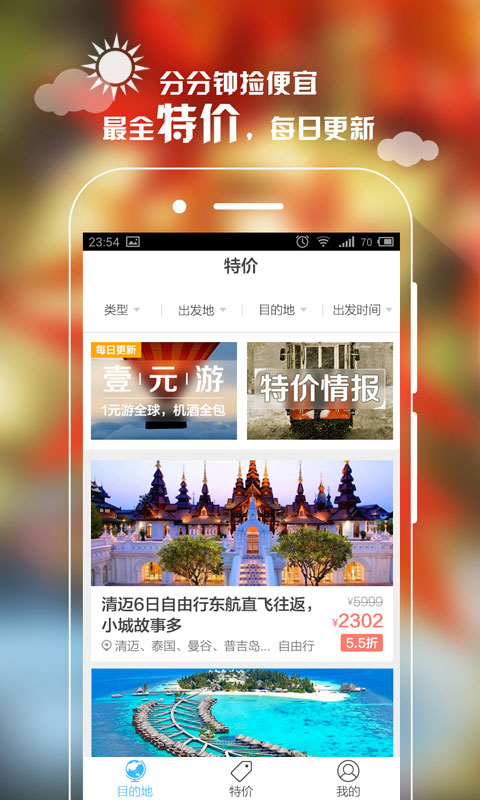 分分钟捡便宜
最全特价，每日更新
23:54
70
特价
类型
出发地
目的地
出发时间
每日更新
壹元游
1元游全球，机酒全包
特价情报
清迈6日自由行东航直飞往返，
小城故事多
¥5999
¥2302
清迈、泰国、曼谷、普吉岛... 自由行
5.5折
目的地
特价
我的